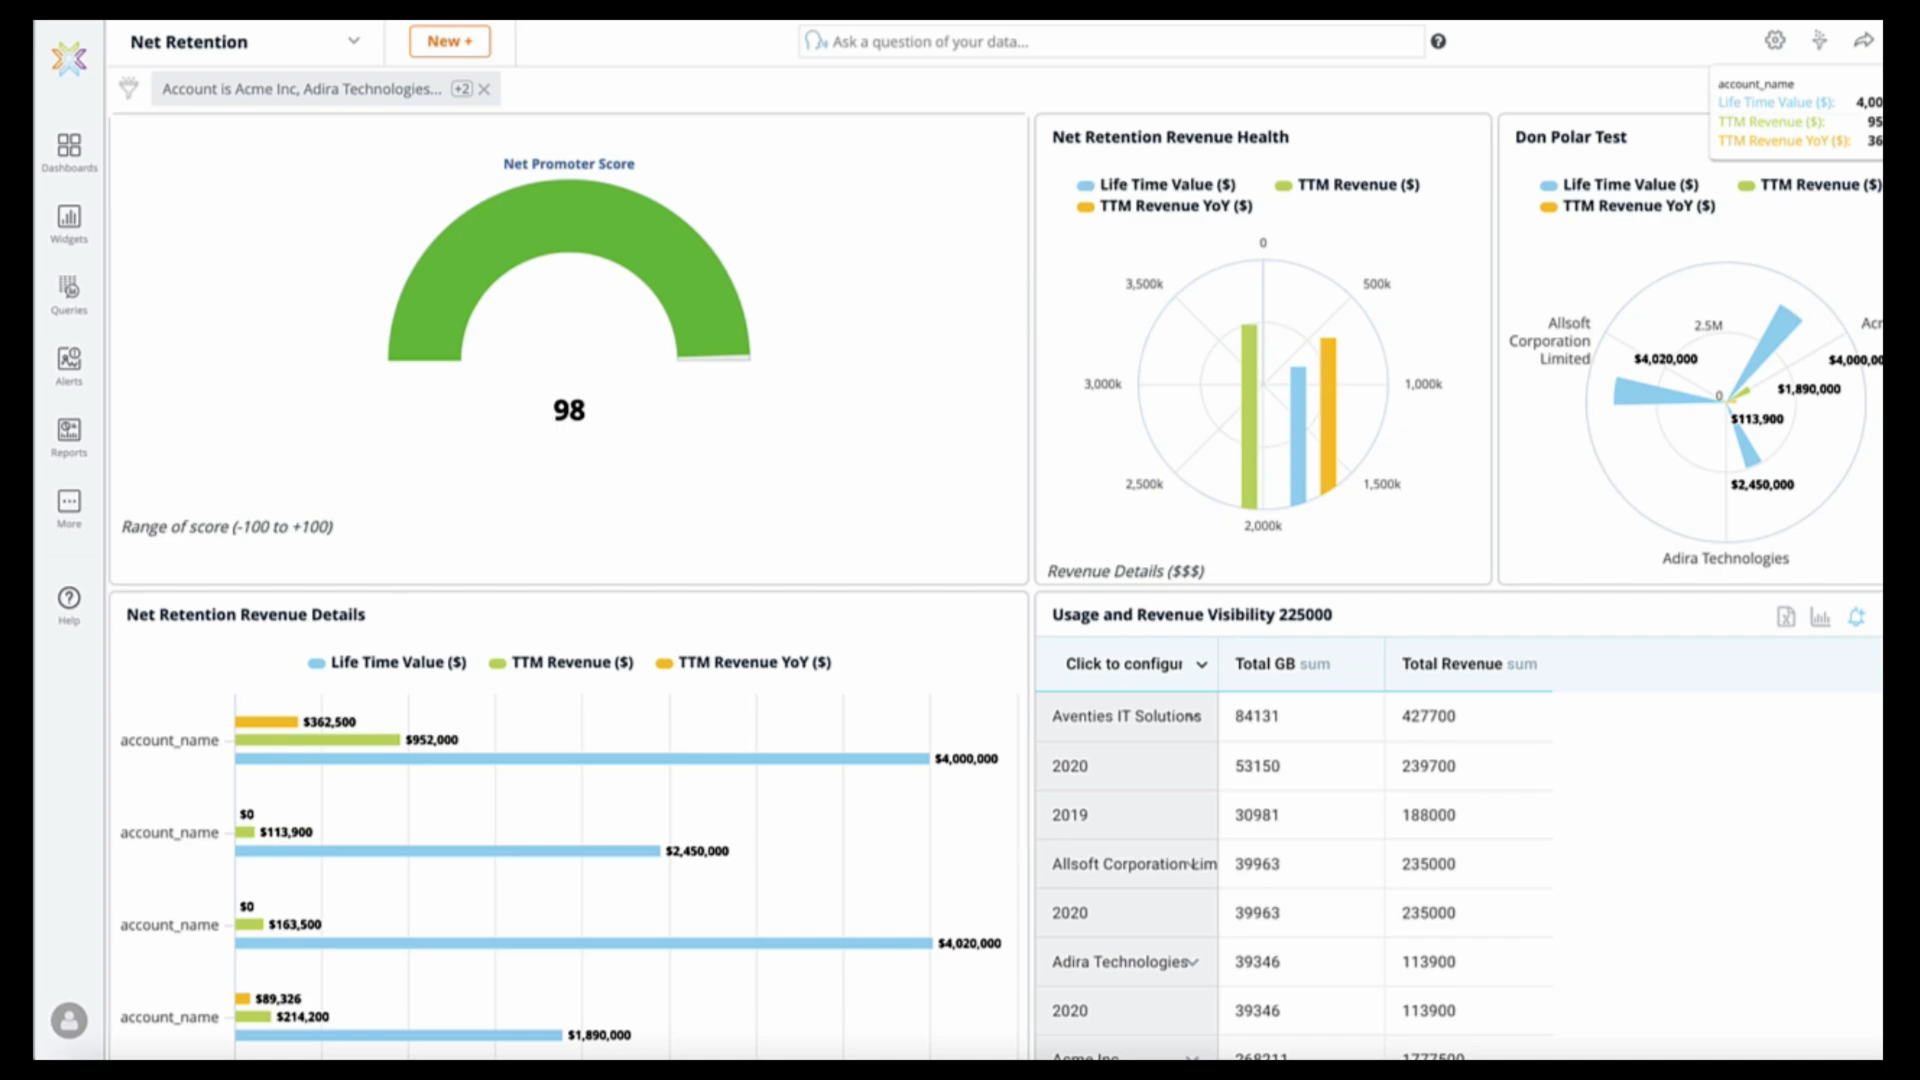 Net Retention
New +
Ask a question of your data...
Account is Acme Inc, Adira Technologies... +2
account_name
Life Time Value ($): 4,00
TTM Revenue ($): 95
TTM Revenue YoY ($): 36
Dashboards
Widgets
Queries
Alerts
Reports
More
Help
Net Promoter Score
98
Range of score (-100 to +100)
Net Retention Revenue Health
Life Time Value ($) TTM Revenue ($)
TTM Revenue YoY ($)
0
3,500k 500k
3,000k 1,000k
2,500k 1,500k
2,000k
Revenue Details ($$$)
Don Polar Test
Life Time Value ($) TTM Revenue ($)
TTM Revenue YoY ($)
Allsoft
Corporation
Limited
2.5M
Acr
$4,020,000
$4,000,00
$1,890,000
0
$113,900
$2,450,000
Adira Technologies
Net Retention Revenue Details
Life Time Value ($) TTM Revenue ($) TTM Revenue YoY ($)
$362,500
account_name $952,000
$4,000,000
$0
account_name $113,900
$2,450,000
$0
account_name $163,500
$4,020,000
$89,326
account_name $214,200
$1,890,000
Usage and Revenue Visibility 225000
Click to configur Total GB sum Total Revenue sum
Aventies IT Solutions 84131 427700
2020 53150 239700
2019 30981 188000
Allsoft Corporation Lim 39963 235000
2020 39963 235000
Adira Technologies 39346 113900
2020 39346 113900
Acme Inc 268211 1777500